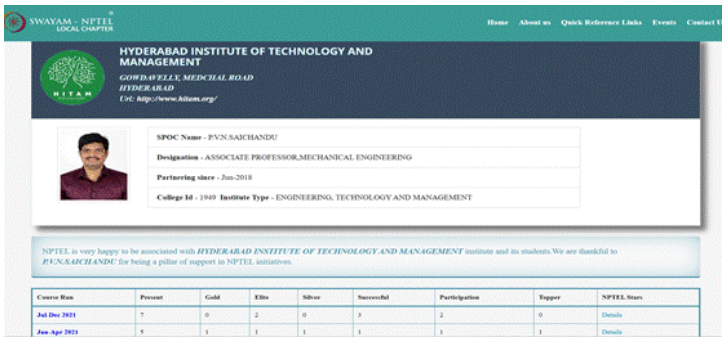 SWAYAM - NPTEL
LOCAL CHAPTER
Home About us Quick Reference Links Events Contact U
HYDERABAD INSTITUTE OF TECHNOLOGY AND
MANAGEMENT
GOWDAVELLY, MEDCHAL ROAD
HYDERABAD
Url: http://www.hitam.org/
HITAM
SPOC Name - P.V.N.SAICHANDU
Designation - ASSOCIATE PROFESSOR,MECHANICAL ENGINEERING
Partnering since - Jun-2018
College Id - 1949 Institute Type - ENGINEERING, TECHNOLOGY AND MANAGEMENT
NPTEL is very happy to be associated with HYDERABAD INSTITUTE OF TECHNOLOGY AND MANAGEMENT institute and its students.We are thankful to
P.V.N.SAICHANDU for being a pillar of support in NPTEL initiatives.
Course Run Present Gold Elite Silver Successful Participation Topper NPTEL Stars
Jul-Dec 2021 7 0 2 0 3 2 0 Details
Jan-Apr 2021 5 1 1 1 1 1 1 Details